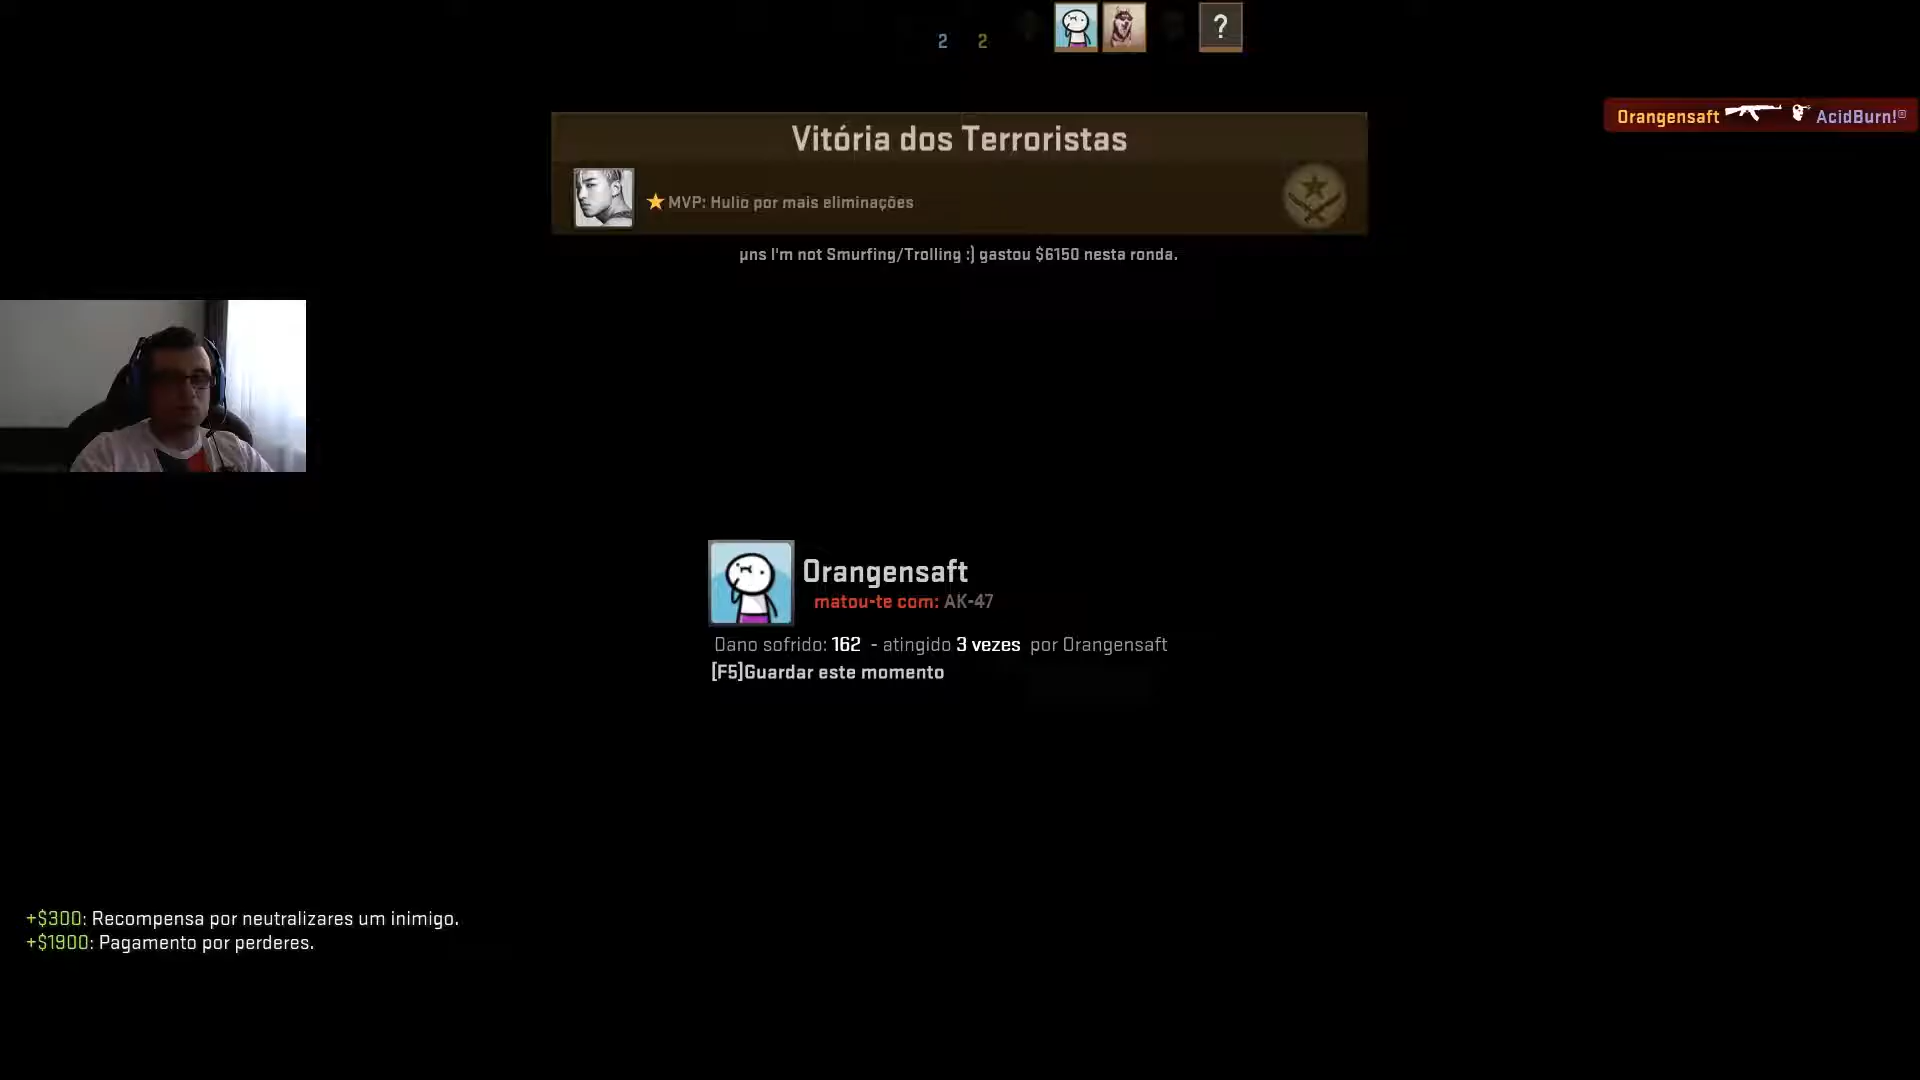 2 2 ?
Orangensaft AcidBurn!®
Vitória dos Terroristas
MVP: Hulio por mais eliminações
µns I'm not Smurfing/Trolling :) gastou $6150 nesta ronda.
Orangensaft
matou-te com: AK-47
Dano sofrido: 162 - atingido 3 vezes por Orangensaft
[F5]Guardar este momento
+$300: Recompensa por neutralizares um inimigo.
+$1900: Pagamento por perderes.